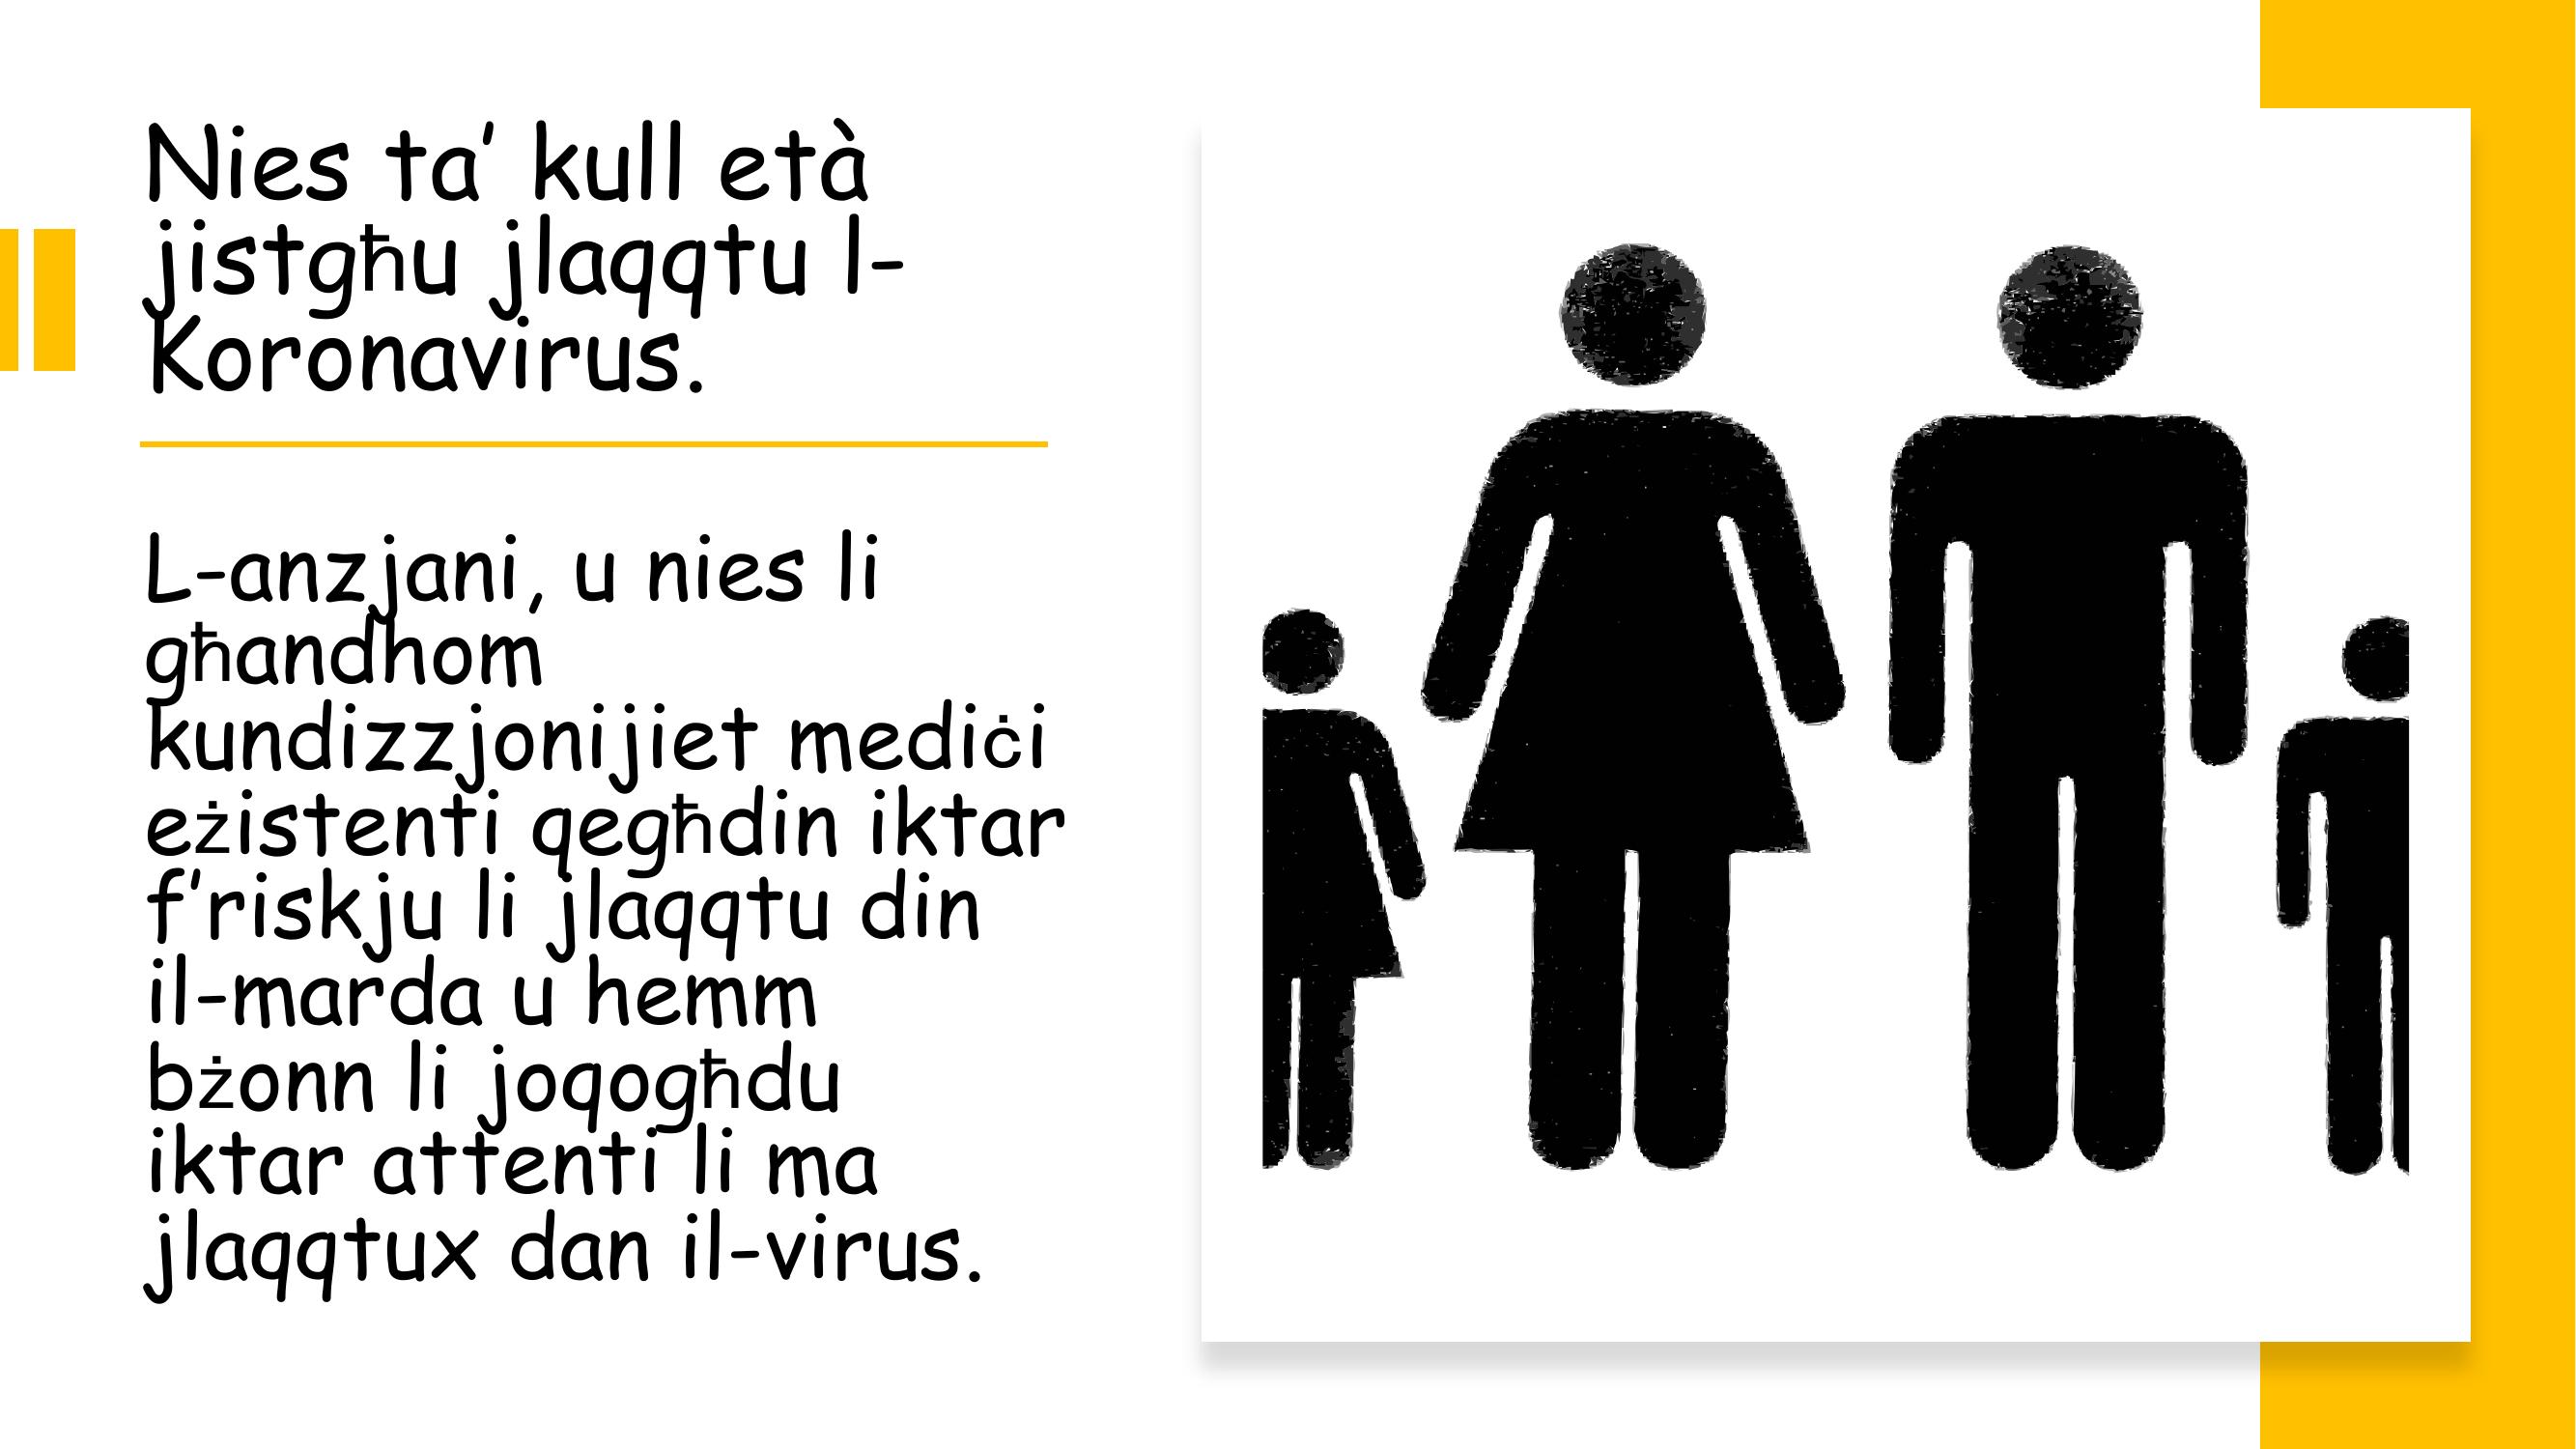 Nies ta’ kull età
jistgħu jlaqqtu l-
Koronavirus.
L-anzjani, u nies li
għandhom
kundizzjonijiet mediċi
eżistenti qegħdin iktar
f’riskju li jlaqqtu din
il-marda u hemm
bżonn li joqogħdu
iktar attenti li ma
jlaqqtux dan il-virus.